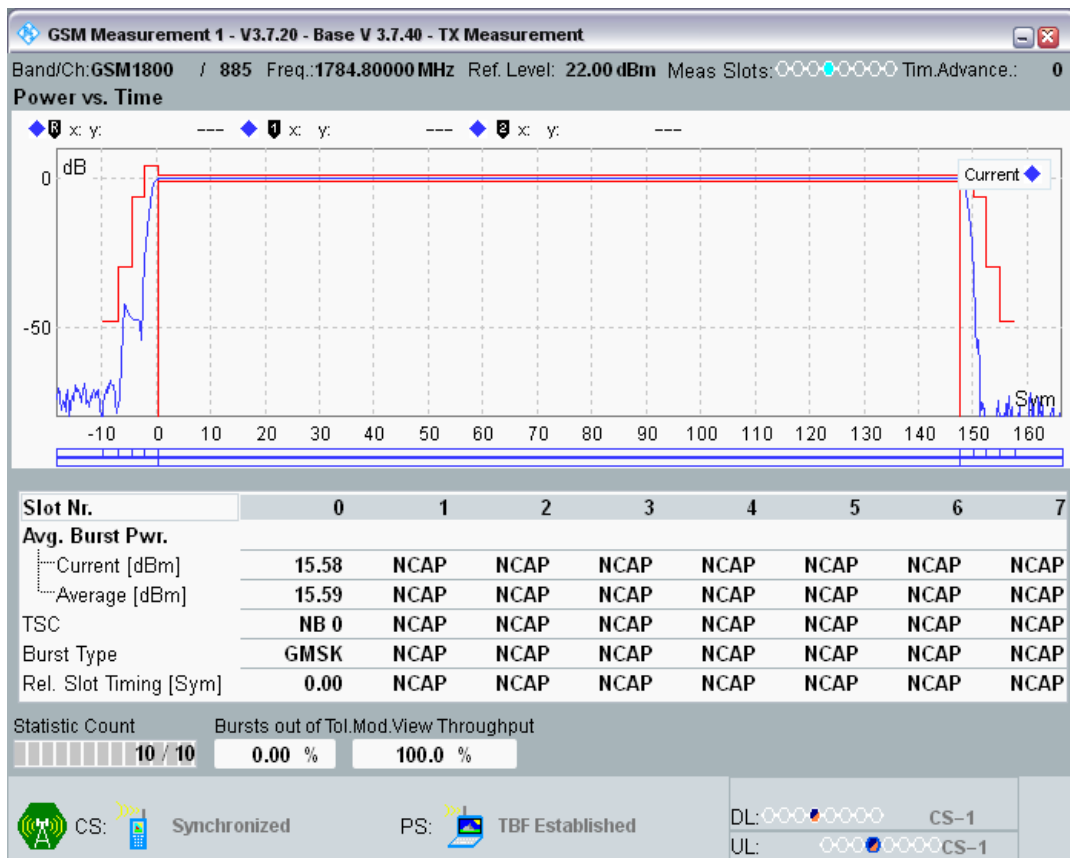 GSM Measurement 1 - V3.7.20 - Base V 3.7.40 - TX Measurement
Band/Ch:GSM1800 / 885 Freq.:1784.80000 MHz Ref. Level: 22.00 dBm Meas Slots: Tim.Advance.: 0
Power vs. Time
R x: y: --- 1 x: y: --- 2 x: y: ---
dB
0
Current
-50
Sym
-10 0 10 20 30 40 50 60 70 80 90 100 110 120 130 140 150 160
Slot Nr. 0 1 2 3 4 5 6 7
Avg. Burst Pwr.
Current [dBm] 15.58 NCAP NCAP NCAP NCAP NCAP NCAP NCAP
Average [dBm] 15.59 NCAP NCAP NCAP NCAP NCAP NCAP NCAP
TSC NB 0 NCAP NCAP NCAP NCAP NCAP NCAP NCAP
Burst Type GMSK NCAP NCAP NCAP NCAP NCAP NCAP NCAP
Rel. Slot Timing [Sym] 0.00 NCAP NCAP NCAP NCAP NCAP NCAP NCAP
Statistic Count Bursts out of Tol.Mod.View Throughput
10 / 10 0.00 % 100.0 %
CS: Synchronized PS: TBF Established
DL: CS-1
UL: CS-1